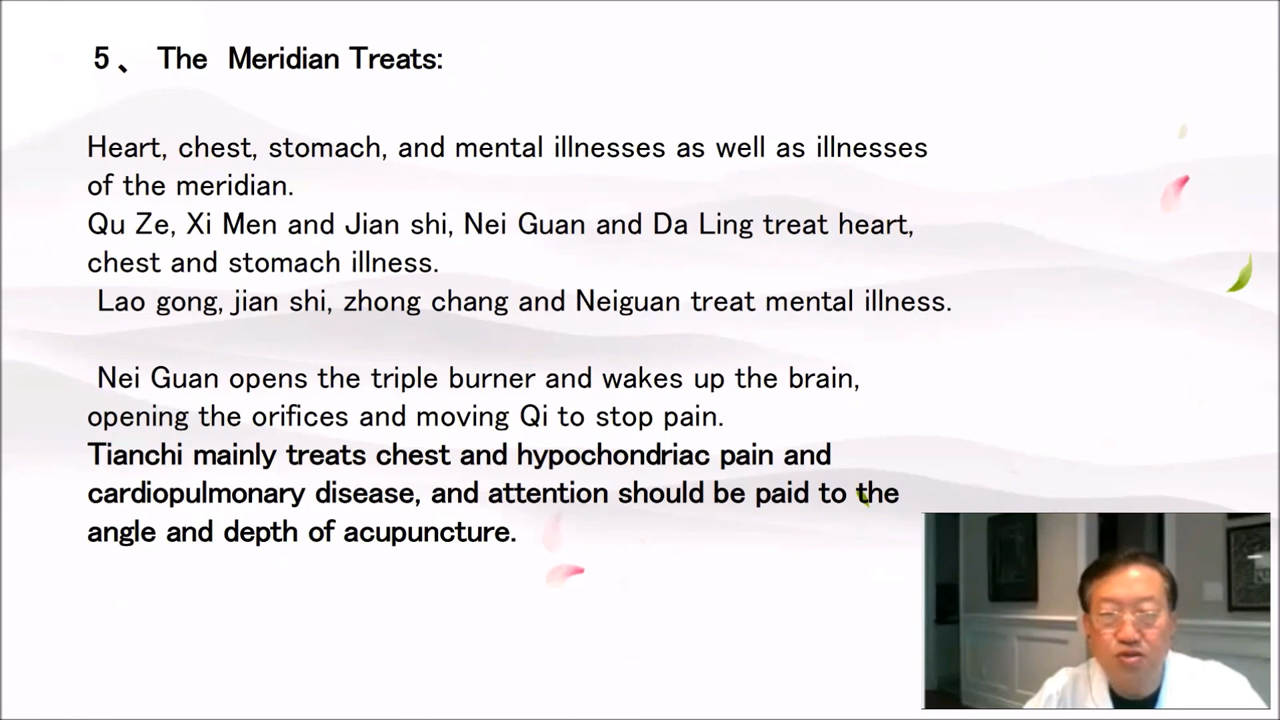 5、 The Meridian Treats:
Heart, chest, stomach, and mental illnesses as well as illnesses
of the meridian.
Qu Ze, Xi Men and Jian shi, Nei Guan and Da Ling treat heart,
chest and stomach illness.
Lao gong, jian shi, zhong chang and Neiguan treat mental illness.
Nei Guan opens the triple burner and wakes up the brain,
opening the orifices and moving Qi to stop pain.
Tianchi mainly treats chest and hypochondriac pain and
cardiopulmonary disease, and attention should be paid to the
angle and depth of acupuncture.